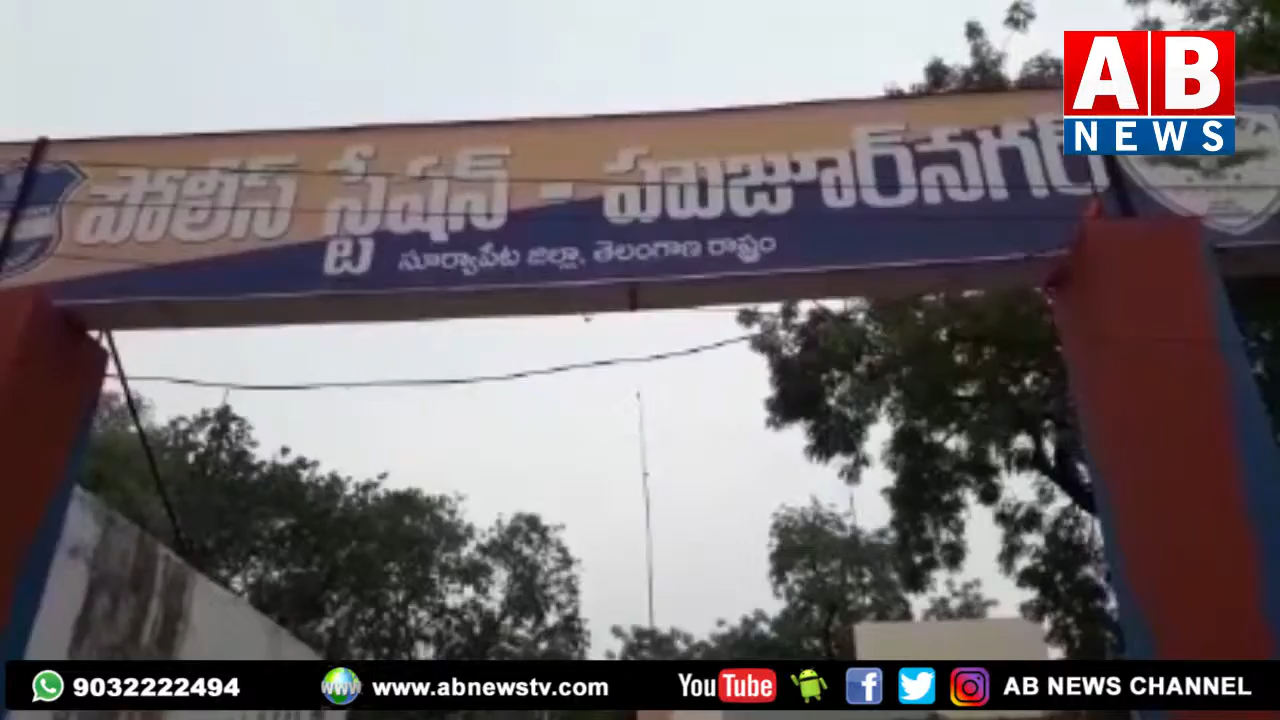 AB
NEWS
పోలీస్ స్టేషన్ - హుజూర్‌నగర్
సూర్యాపేట జిల్లా, తెలంగాణ రాష్ట్రం
9032222494
www.abnewstv.com
YouTube
AB NEWS CHANNEL